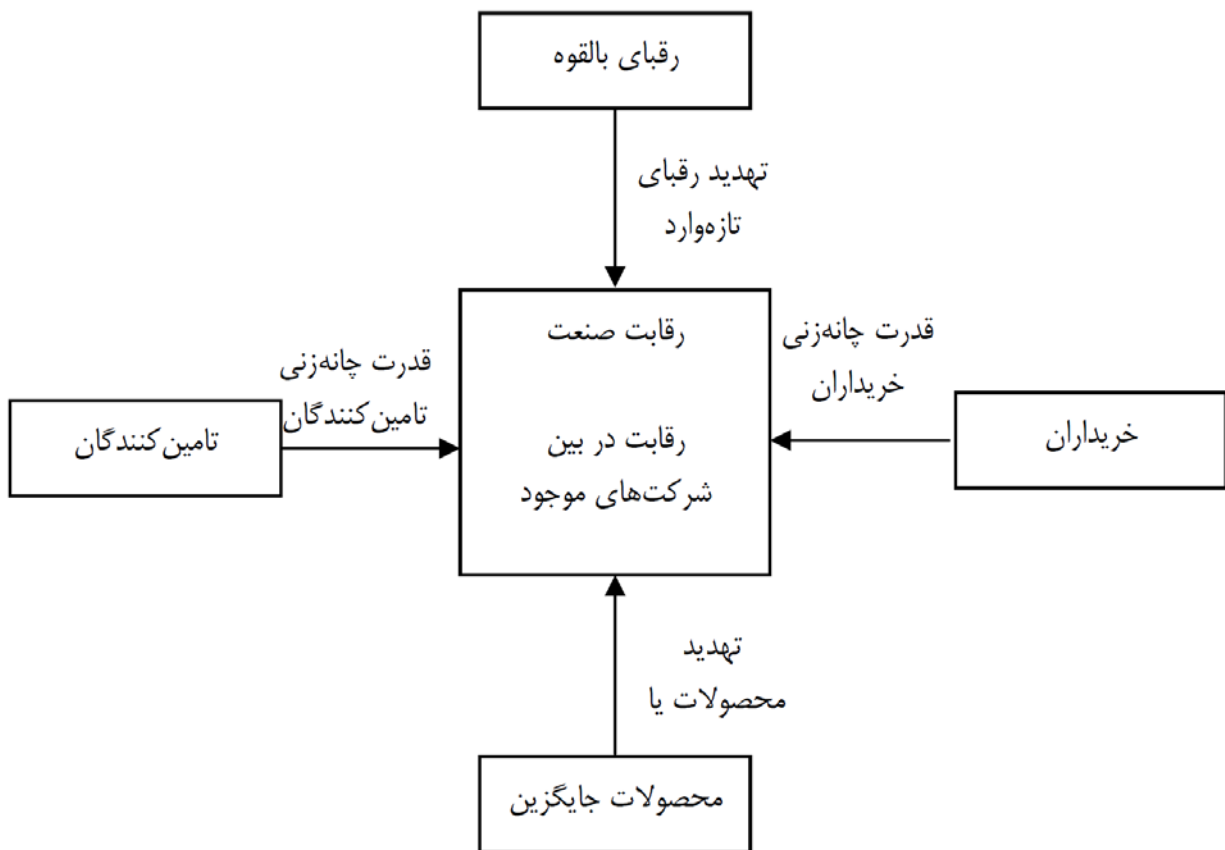 رقبای بالقوه
تهدید رقبای
تازه‌وارد
رقابت صنعت
قدرت چانه‌زنی
خریداران
خریداران
قدرت چانه‌زنی
تامین‌کنندگان
تامین‌کنندگان
رقابت در بین
شرکت‌های موجود
تهدید
محصولات یا
محصولات جایگزین